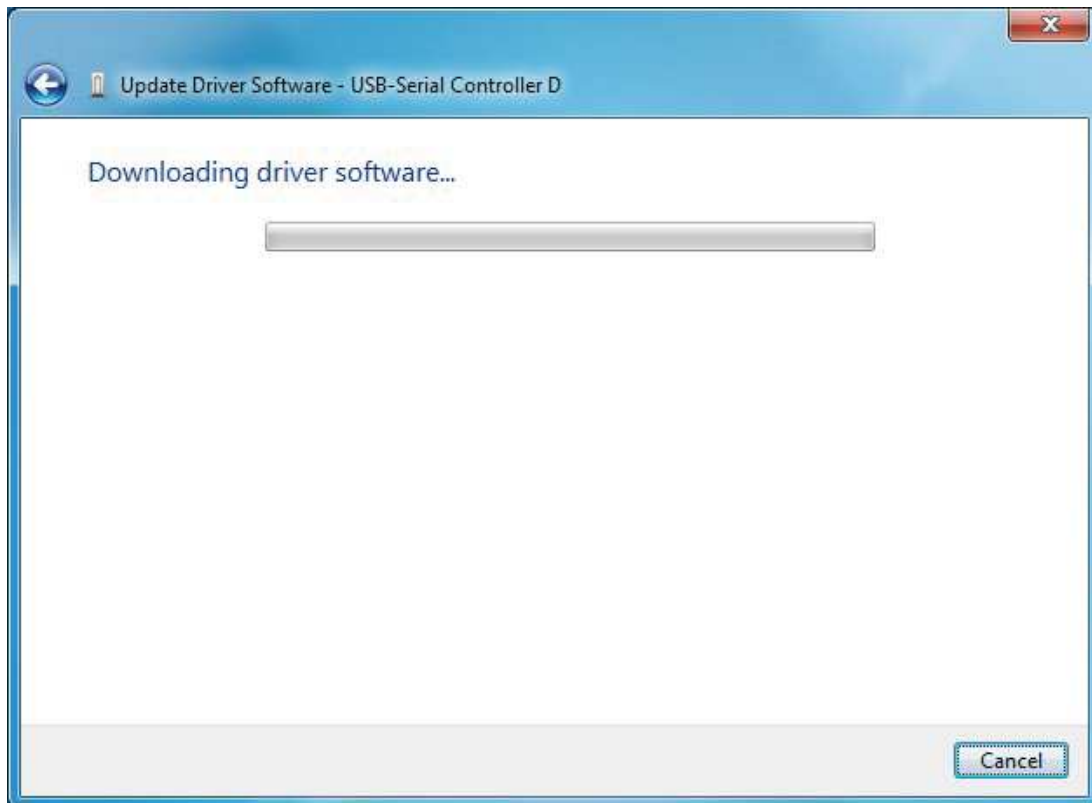 Update Driver Software - USB-Serial Controller D
Downloading driver software...
Cancel